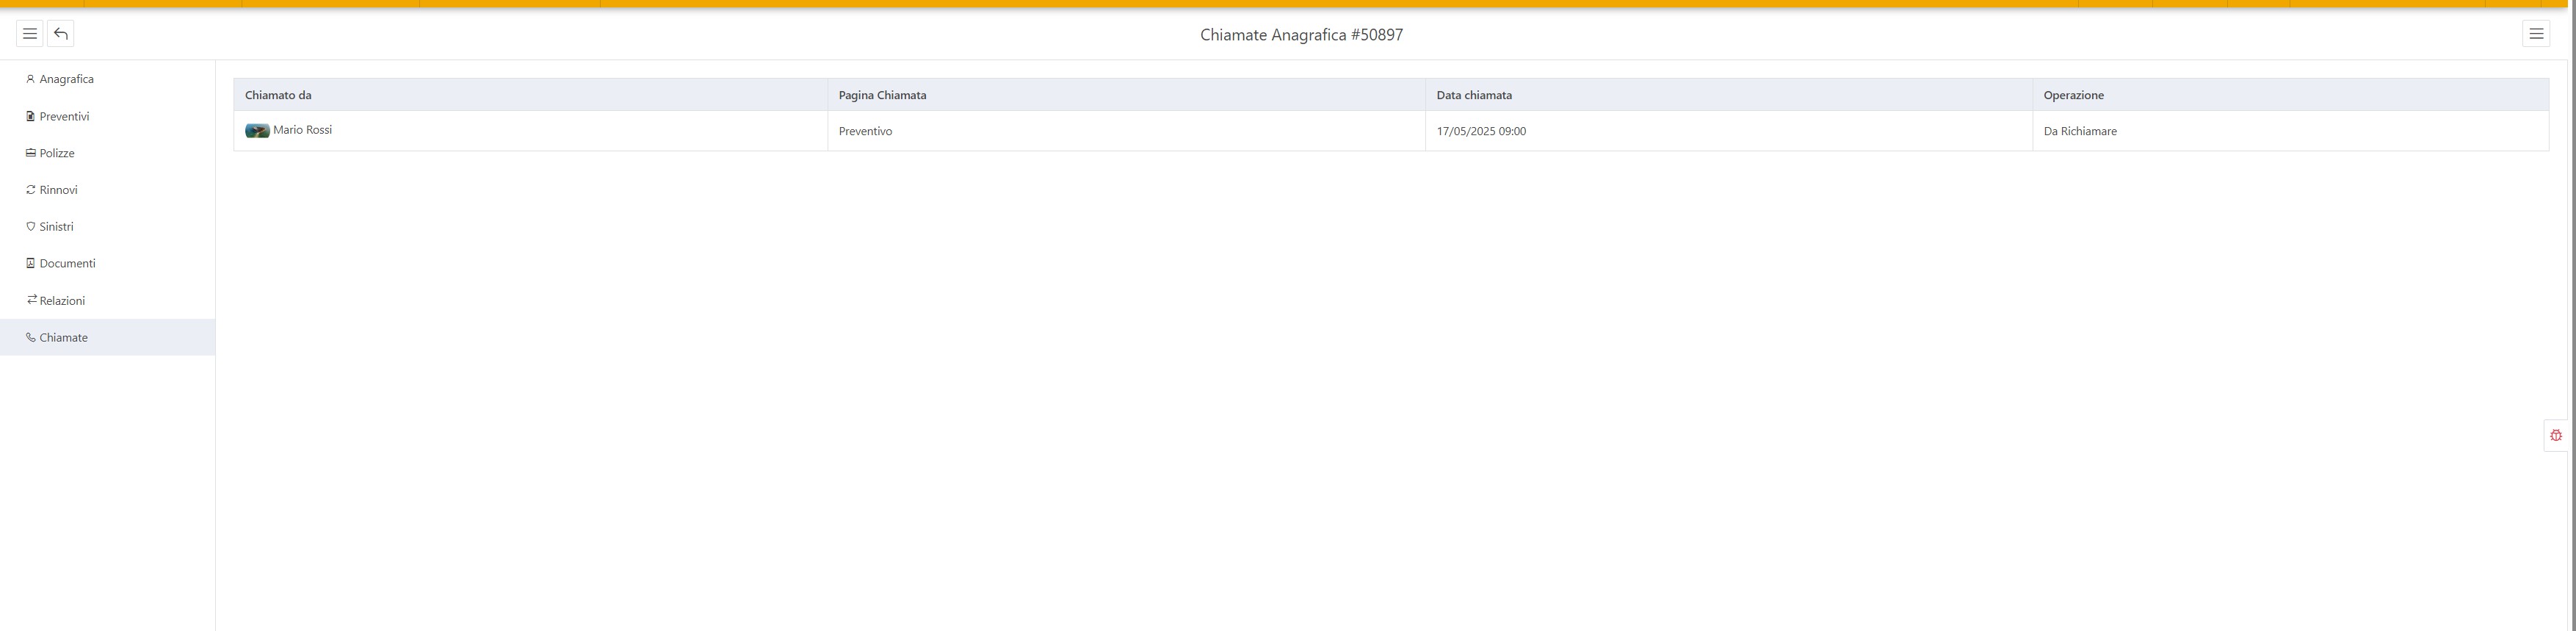 Chiamate Anagrafica #50897
Anagrafica
Preventivi
Polizze
Rinnovi
Sinistri
Documenti
Relazioni
Chiamate
Chiamato da Pagina Chiamata Data chiamata Operazione
Mario Rossi Preventivo 17/05/2025 09:00 Da Richiamare